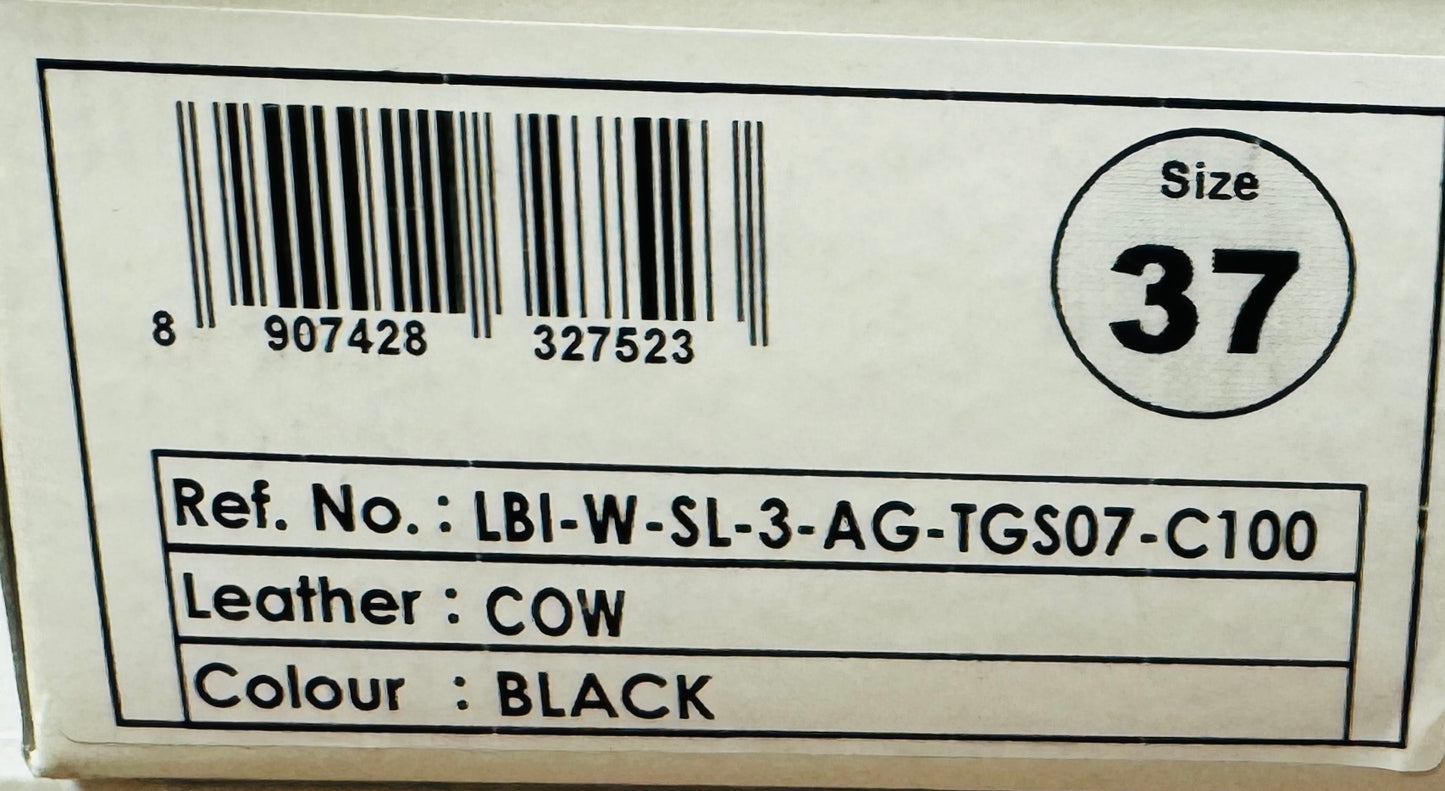 8 907428 327523
Size
37
Ref. No. : LBI-W-SL-3-AG-TGS07-C100
Leather : COW
Colour : BLACK